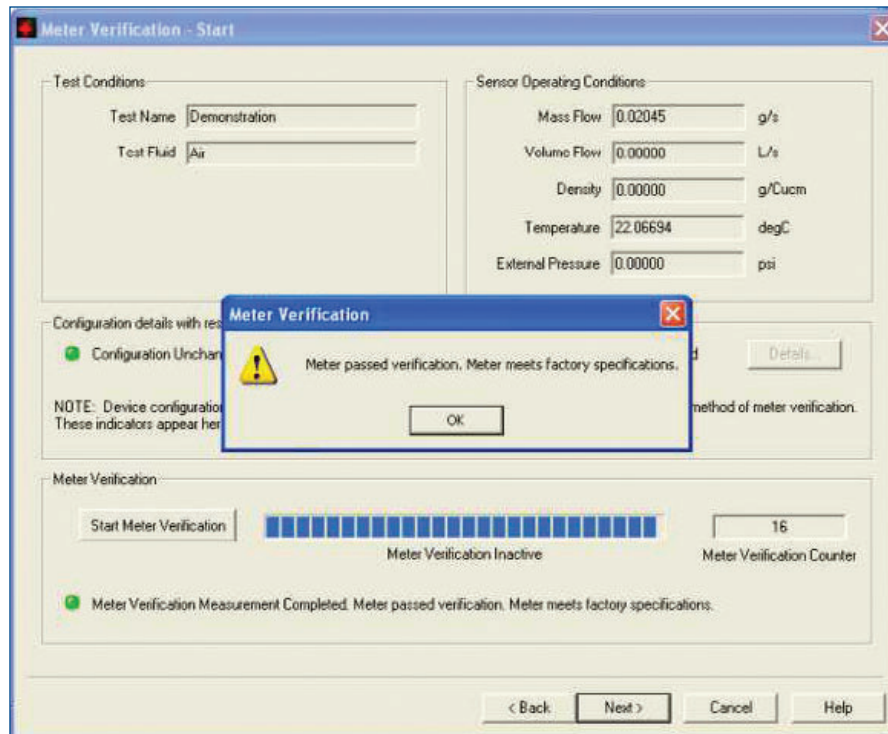 Meter Verification - Start
Test Conditions
Test Name Demonstration
Test Fluid Air
Sensor Operating Conditions
Mass Flow 0.02045 g/s
Volume Flow 0.00000 L/s
Density 0.00000 g/Cucm
Temperature 22.06694 degC
External Pressure 0.00000 psi
Configuration details with
Configuration
Details...
NOTE: Device
method of meter verification.
These indicators appear
Meter Verification
Meter passed verification. Meter meets factory specifications.
OK
Meter Verification
Start Meter Verification
16
Meter Verification Inactive
Meter Verification Counter
Meter Verification Measurement Completed. Meter passed verification. Meter meets factory specifications.
< Back
Next >
Cancel
Help